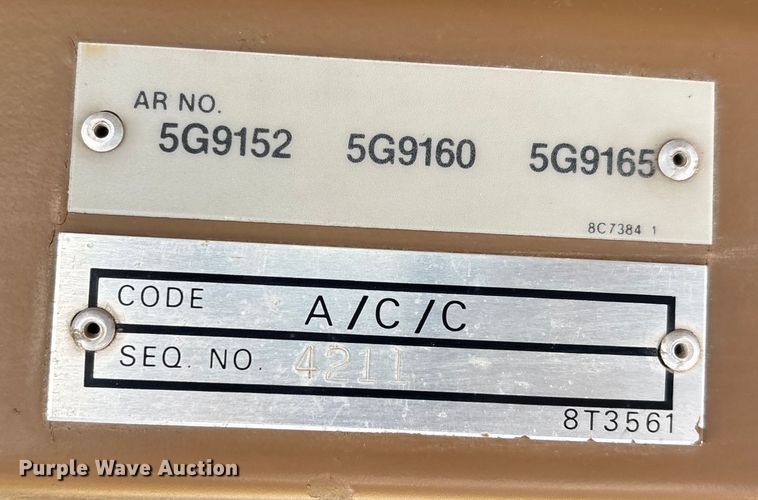 AR NO.
5G9152 5G9160 5G9165
8C7384 1
CODE A/C/C
SEQ. NO. 4211
8T3561
Purple Wave Auction